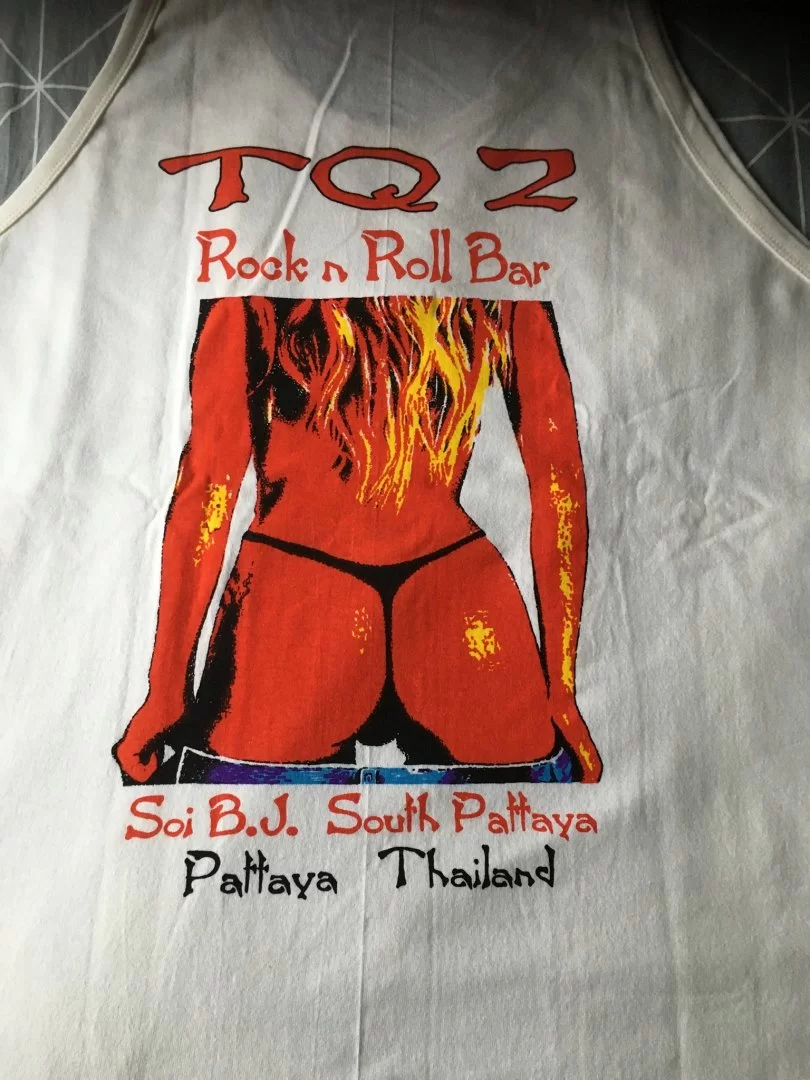 TQ 2
Rock n Roll Bar
Soi B.J. South Pattaya
Pattaya Thailand